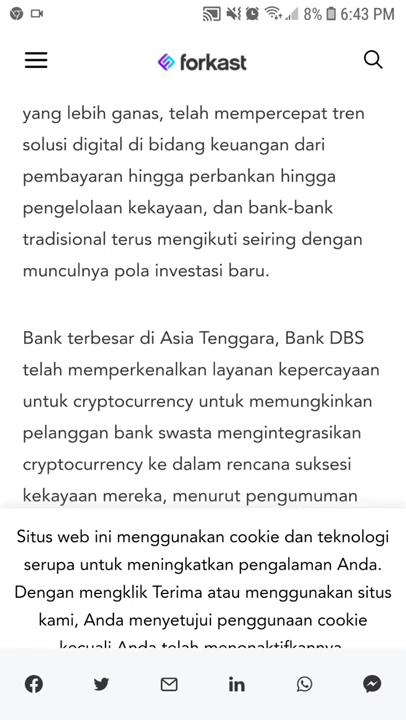 8% 6:43 PM
forkast
yang lebih ganas, telah mempercepat tren
solusi digital di bidang keuangan dari
pembayaran hingga perbankan hingga
pengelolaan kekayaan, dan bank-bank
tradisional terus mengikuti seiring dengan
munculnya pola investasi baru.
Bank terbesar di Asia Tenggara, Bank DBS
telah memperkenalkan layanan kepercayaan
untuk cryptocurrency untuk memungkinkan
pelanggan bank swasta mengintegrasikan
cryptocurrency ke dalam rencana suksesi
kekayaan mereka, menurut pengumuman
Situs web ini menggunakan cookie dan teknologi
serupa untuk meningkatkan pengalaman Anda.
Dengan mengklik Terima atau menggunakan situs
kami, Anda menyetujui penggunaan cookie
kecuali Anda telah menonaktifkannya.